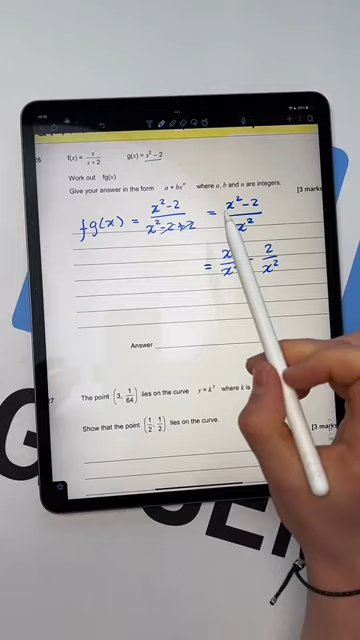 26 f(x) = x/(x + 2) g(x) = x² − 2
Work out fg(x)
Give your answer in the form a + bxⁿ where a, b and n are integers.
[3 marks
fg(x) = (x² − 2)/(x² − 2 + 2) = (x² − 2)/x²
= x²/x² − 2/x²
Answer
27 The point (3, 1/64) lies on the curve y = kˣ where k is
Show that the point (1/2, 1/2) lies on the curve.
[3 marks